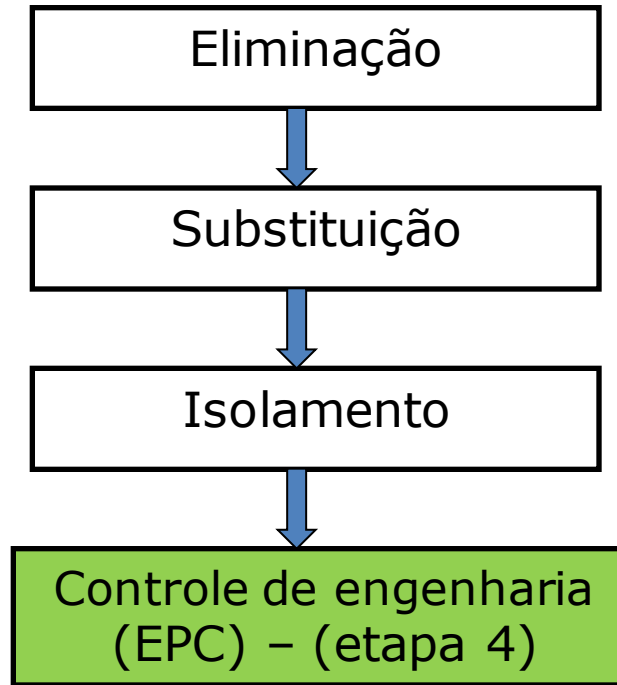 Eliminação
Substituição
Isolamento
Controle de engenharia
(EPC) – (etapa 4)